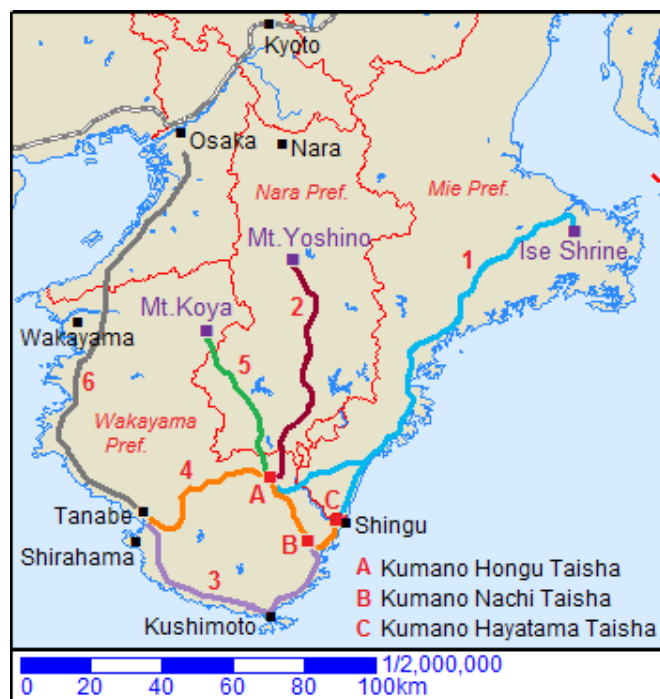 Kyoto
Osaka
Nara
Nara Pref.
Mie Pref.
1
Ise Shrine
Mt.Yoshino
2
Mt.Koya
Wakayama
5
6
Wakayama
Pref.
4
A
Tanabe
C
Shingu
B
Shirahama
3
Kushimoto
A Kumano Hongu Taisha
B Kumano Nachi Taisha
C Kumano Hayatama Taisha
1/2,000,000
0 20 40 60 80 100km